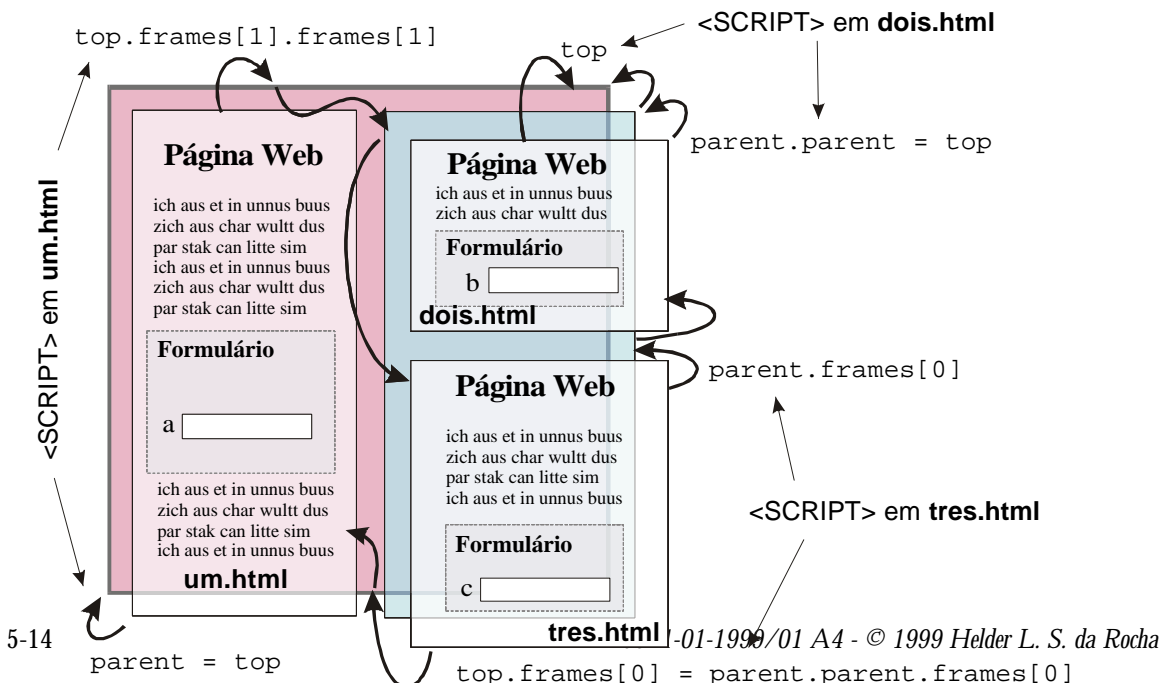 <SCRIPT> em dois.html
top.frames[1].frames[1]
top
parent.parent = top
<SCRIPT> em um.html
Página Web
ich aus et in unnus buus
zich aus char wultt dus
par stak can litte sim
ich aus et in unnus buus
zich aus char wultt dus
par stak can litte sim
Formulário
a
ich aus et in unnus buus
zich aus char wultt dus
par stak can litte sim
ich aus et in unnus buus
um.html
Página Web
ich aus et in unnus buus
zich aus char wultt dus
Formulário
b
dois.html
parent.frames[0]
Página Web
ich aus et in unnus buus
zich aus char wultt dus
par stak can litte sim
ich aus et in unnus buus
Formulário
c
tres.html
<SCRIPT> em tres.html
5-14
1-01-1999/01 A4 - © 1999 Helder L. S. da Rocha
parent = top
top.frames[0] = parent.parent.frames[0]